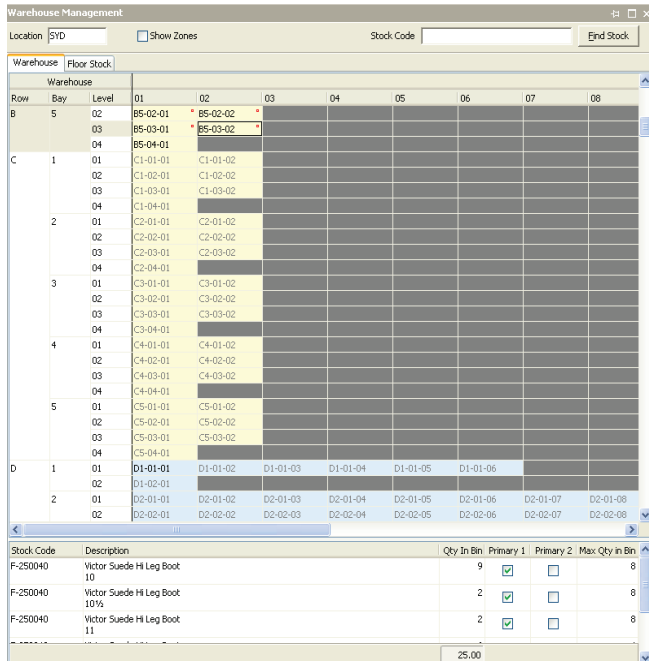 Warehouse Management
Location SYD Show Zones Stock Code Find Stock
Warehouse Floor Stock
Warehouse
Row Bay Level 01 02 03 04 05 06 07 08
B 5 02 B5-02-01 B5-02-02
03 B5-03-01 B5-03-02
04 B5-04-01
C 1 01 C1-01-01 C1-01-02
02 C1-02-01 C1-02-02
03 C1-03-01 C1-03-02
04 C1-04-01
2 01 C2-01-01 C2-01-02
02 C2-02-01 C2-02-02
03 C2-03-01 C2-03-02
04 C2-04-01
3 01 C3-01-01 C3-01-02
02 C3-02-01 C3-02-02
03 C3-03-01 C3-03-02
04 C3-04-01
4 01 C4-01-01 C4-01-02
02 C4-02-01 C4-02-02
03 C4-03-01 C4-03-02
04 C4-04-01
5 01 C5-01-01 C5-01-02
02 C5-02-01 C5-02-02
03 C5-03-01 C5-03-02
04 C5-04-01
D 1 01 D1-01-01 D1-01-02 D1-01-03 D1-01-04 D1-01-05 D1-01-06
02 D1-02-01
2 01 D2-01-01 D2-01-02 D2-01-03 D2-01-04 D2-01-05 D2-01-06 D2-01-07 D2-01-08
02 D2-02-01 D2-02-02 D2-02-03 D2-02-04 D2-02-05 D2-02-06 D2-02-07 D2-02-08
Stock Code Description Qty In Bin Primary 1 Primary 2 Max Qty in Bin
F-250040 Victor Suede Hi Leg Boot 9 8
10
F-250040 Victor Suede Hi Leg Boot 2 8
10½
F-250040 Victor Suede Hi Leg Boot 2 8
11
25.00